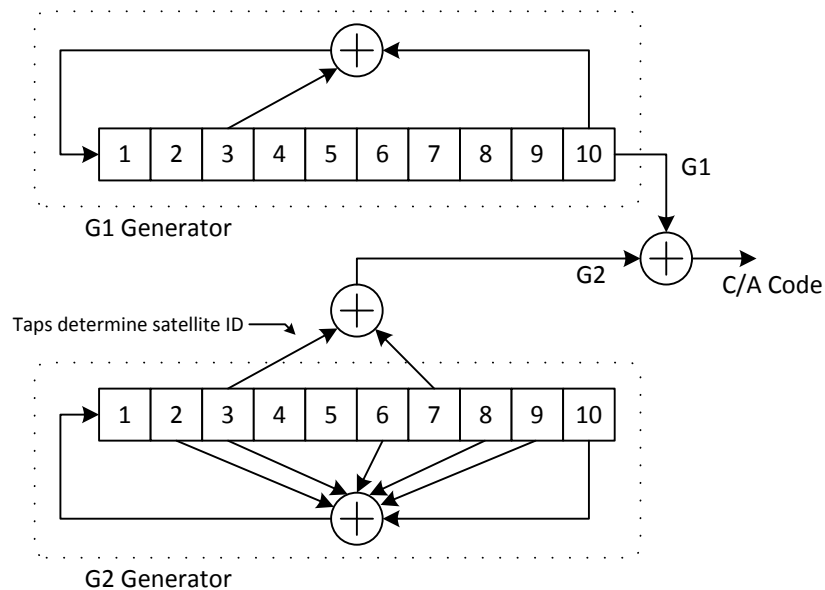 1 2 3 4 5 6 7 8 9 10
G1
G1 Generator
G2
C/A Code
Taps determine satellite ID
1 2 3 4 5 6 7 8 9 10
G2 Generator